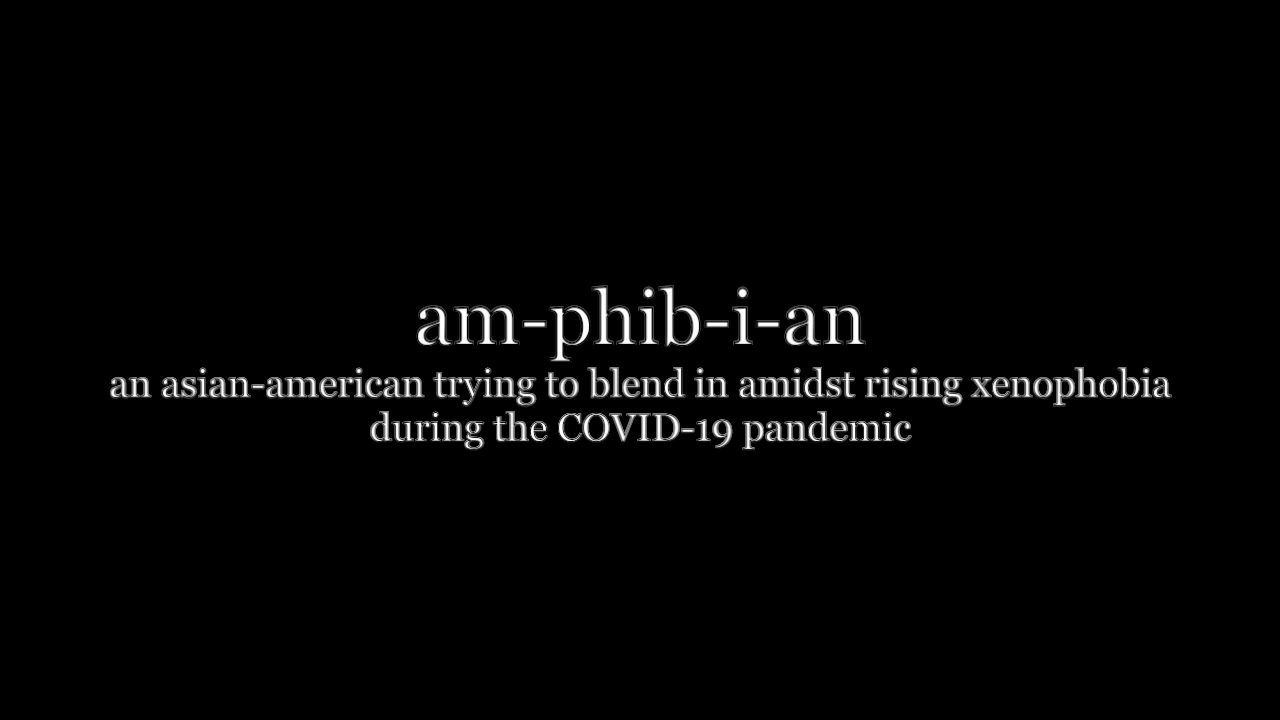 am-phib-i-an
an asian-american trying to blend in amidst rising xenophobia
during the COVID-19 pandemic